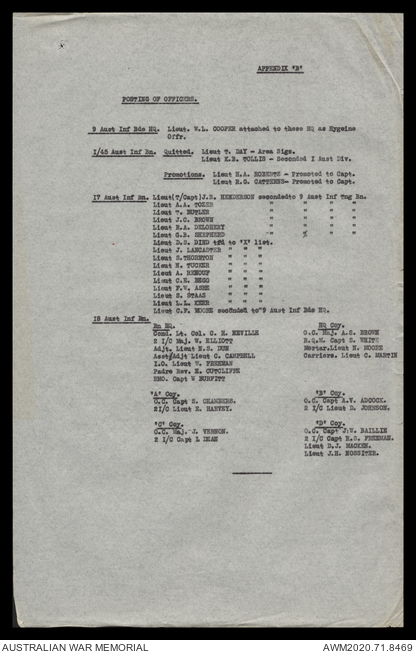 APPENDIX "B"
POSTING OF OFFICERS.
9 Aust Inf Bde HQ. Lieut. W.L. COOPER attached to these HQ as Hygeine
Offr.
1/45 Aust Inf Bn. Quitted. Lieut T. DAY - Area Sigs.
Lieut K.B. TOLLIS - Seconded 1 Aust Div.
Promotions. Lieut H.A. ROBERTS - Promoted to Capt.
Lieut R.G. CATTERNS - Promoted to Capt.
17 Aust Inf Bn. Lieut(T/Capt)J.E. HENDERSON secondedto 9 Aust Inf Tng Bn.
Lieut A.A. TOZER " " " " "
Lieut T. BUTLER " " " " "
Lieut J.C. BROWN " " " " "
Lieut R.A. DELOHERY " " " " "
Lieut G.B. SHEPHERD " " " " "
Lieut D.S. BIRD tfd to "X" list.
Lieut J. LANCASTER " " "
Lieut S.THORNTON " " "
Lieut N. TUCKER " " "
Lieut A. RENOUF " " "
Lieut C.H. BEGG " " "
Lieut F.W. ASHE " " "
Lieut S. STAAS " " "
Lieut L.L. KERR " " "
Lieut C.F. MOORE seconded to 9 Aust Inf Bde HQ.
18 Aust Inf Bn.
Bn HQ. HQ Coy.
Comd. Lt. Col. C. H. NEVILLE O.C. Maj. A.S. BROWN
2 I/C Maj. W. ELLIOTT R.Q.M. Capt S. WHITE
Adjt. Lieut H.S. DUN Mortar.Lieut N. MOORE
Asst/Adjt Lieut C. CAMPBELL Carriers. Lieut C. MARTIN
I.O. Lieut W. FREEMAN
Padre Rev. E. CUTCLIFFE
RMO. Capt W BURFITT
"A" Coy. "B" Coy.
O.C. Capt S. CHAMBERS. O.C. Capt A.V. ADCOCK.
2I/C Lieut E. HARVEY. 2 I/C Lieut D. JOHNSON.
"C" Coy. "D" Coy.
O.C. Maj. J. VERNON. O.C. Capt J.W. BAILLIE
2 I/C Capt L DEAN 2 I/C Capt R.S. FREEMAN.
Lieut D.J. MACKEN.
Lieut J.H. ROSSITER.
AUSTRALIAN WAR MEMORIAL AWM2020.71.8469